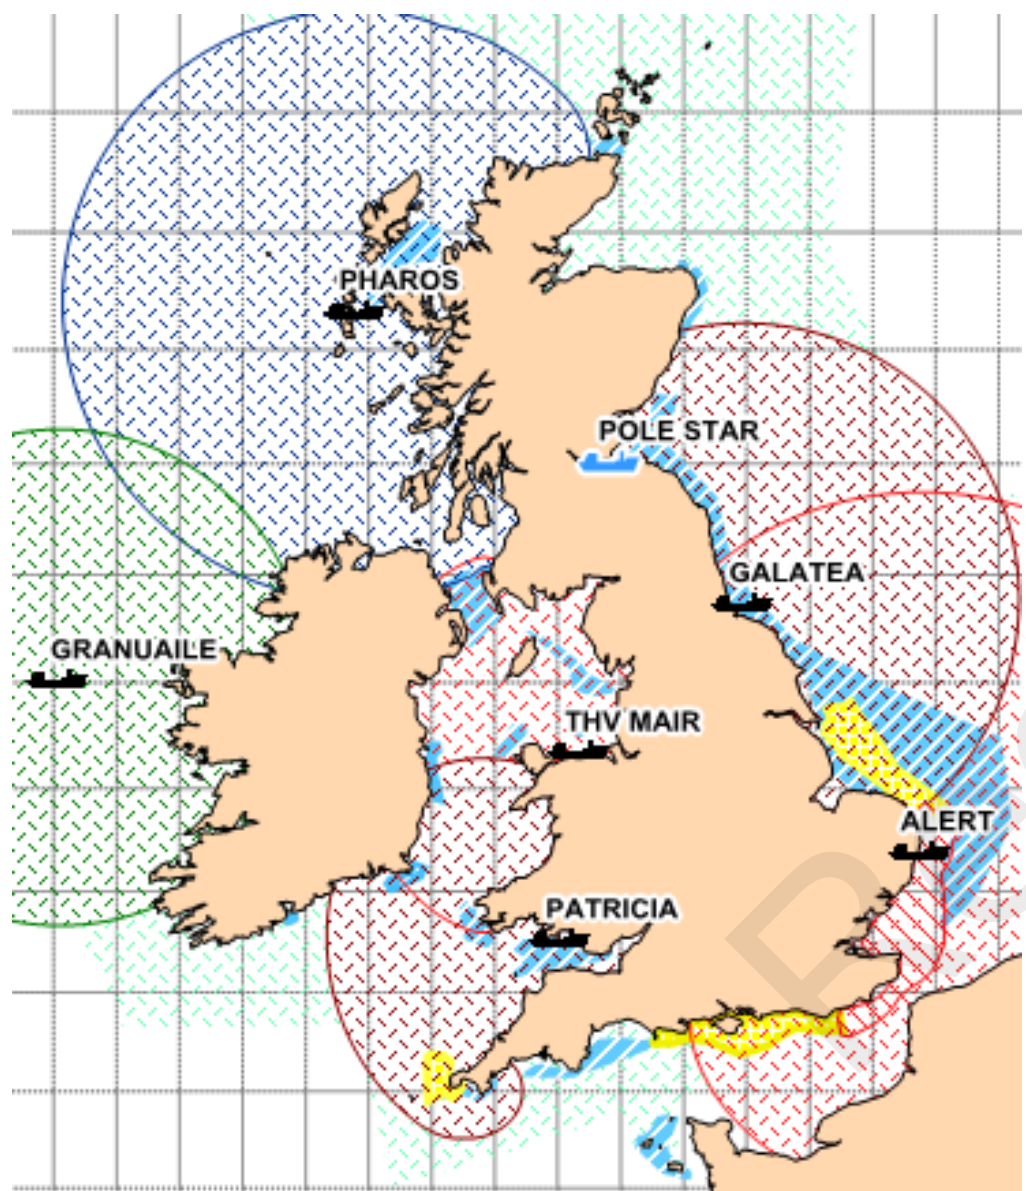 PHAROS
POLE STAR
GALATEA
GRANUAILE
THV MAIR
ALERT
PATRICIA